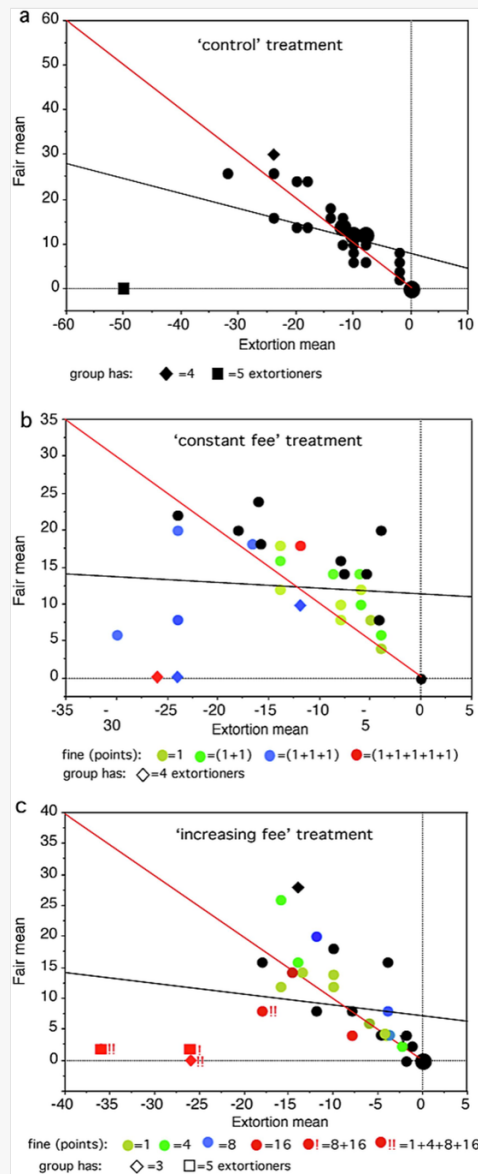 a
60
'control' treatment
50
40
30
20
10
0
Fair mean
-60 -50 -40 -30 -20 -10 0 10
Extortion mean
group has: ◆=4 ■=5 extortioners
b
35
'constant fee' treatment
30
25
20
15
10
5
0
Fair mean
-35 -25 -20 -15 -10 0 5
30 5
Extortion mean
fine (points): =1 =(1+1) =(1+1+1) =(1+1+1+1+1)
group has: ◇=4 extortioners
c
40
'increasing fee' treatment
35
30
25
20
15
10
5
0
Fair mean
!!
!! !
!!
-40 -35 -30 -25 -20 -15 -10 -5 0 5
Extortion mean
fine (points): =1 =4 =8 =16 !=8+16 !!=1+4+8+16
group has: ◇=3 □=5 extortioners